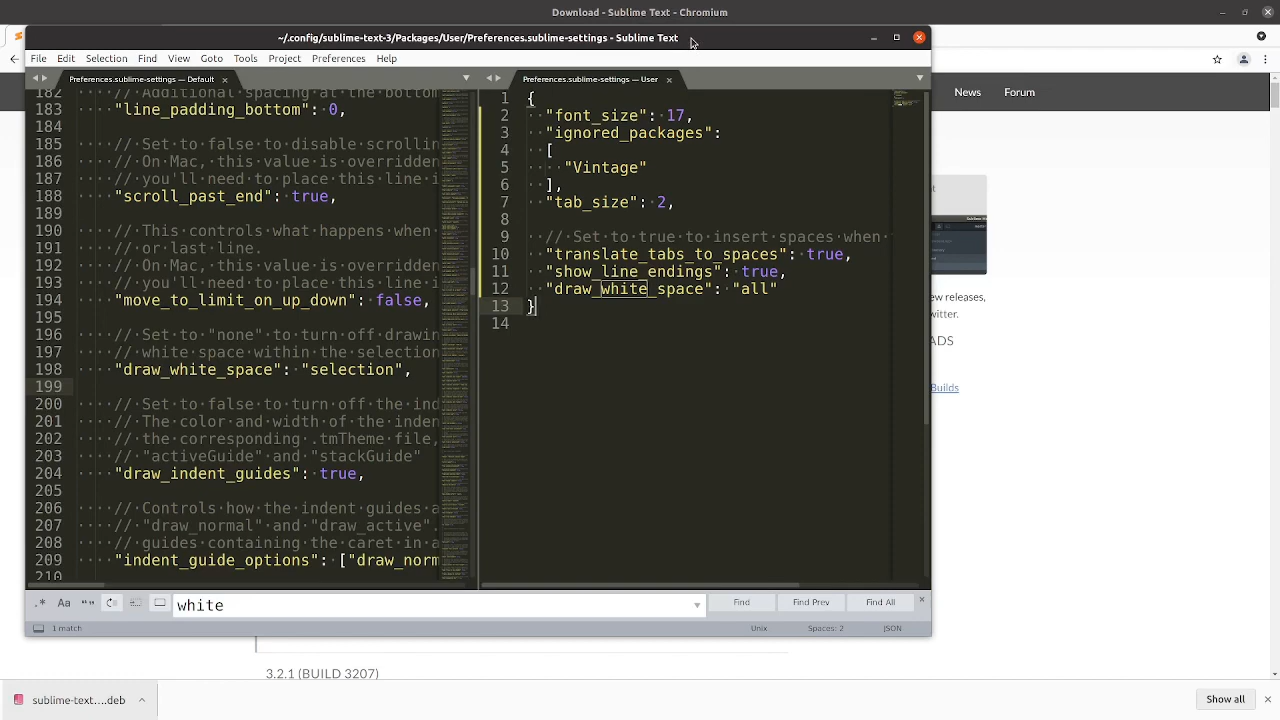 Download - Sublime Text - Chromium
~/.config/sublime-text-3/Packages/User/Preferences.sublime-settings - Sublime Text
File Edit Selection Find View Goto Tools Project Preferences Help
News Forum
Preferences.sublime-settings — Default
182 // Additional spacing at the bottom
183 "line_padding_bottom": 0,
184
185 // Set to false to disable scrollin
186 // On Mac, this value is overridden
187 // you'll need to place this line i
188 "scroll_past_end": true,
189
190 // This controls what happens when
191 // or last line.
192 // On Mac, this value is overridden
193 // you'll need to place this line i
194 "move_to_limit_on_up_down": false,
195
196 // Set to "none" to turn off drawin
197 // white space within the selection
198 "draw_white_space": "selection",
199
200 // Set to false to turn off the ind
201 // The color and width of the inden
202 // the corresponding .tmTheme file,
203 // "activeGuide" and "stackGuide"
204 "draw_indent_guides": true,
205
206 // Controls how the indent guides a
207 // "draw_normal" and "draw_active".
208 // guides containing the caret in a
209 "indent_guide_options": ["draw_norm
210
Preferences.sublime-settings — User
1 {
2 "font_size": 17,
3 "ignored_packages":
4 [
5 "Vintage"
6 ],
7 "tab_size": 2,
8
9 // Set to true to insert spaces when
10 "translate_tabs_to_spaces": true,
11 "show_line_endings": true,
12 "draw_white_space": "all"
13 }
14
ew releases,
witter.
ADS
Builds
.* Aa “” white Find Find Prev Find All
1 match Unix Spaces: 2 JSON
3.2.1 (BUILD 3207)
sublime-text....deb Show all